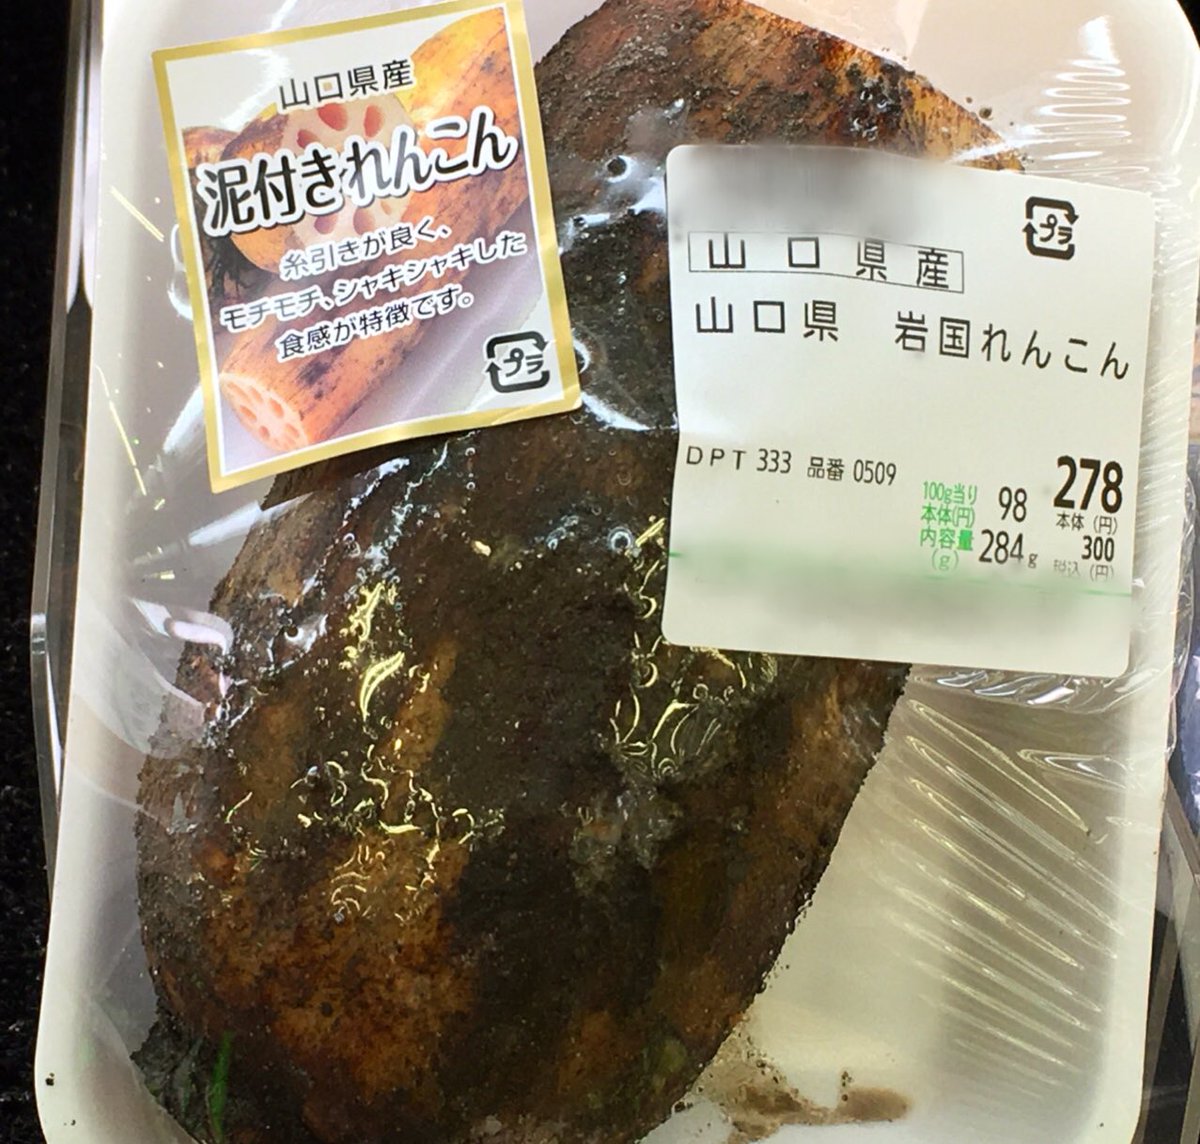 山口県産
泥付きれんこん
糸引きが良く、
モチモチ、シャキシャキした
食感が特徴です。
プラ
プラ
山口県産
山口県 岩国れんこん
DPT 333 品番 0509
278
本体 (円)
100g当り
本体(円) 98
300
税込 (円)
内容量
(g) 284g